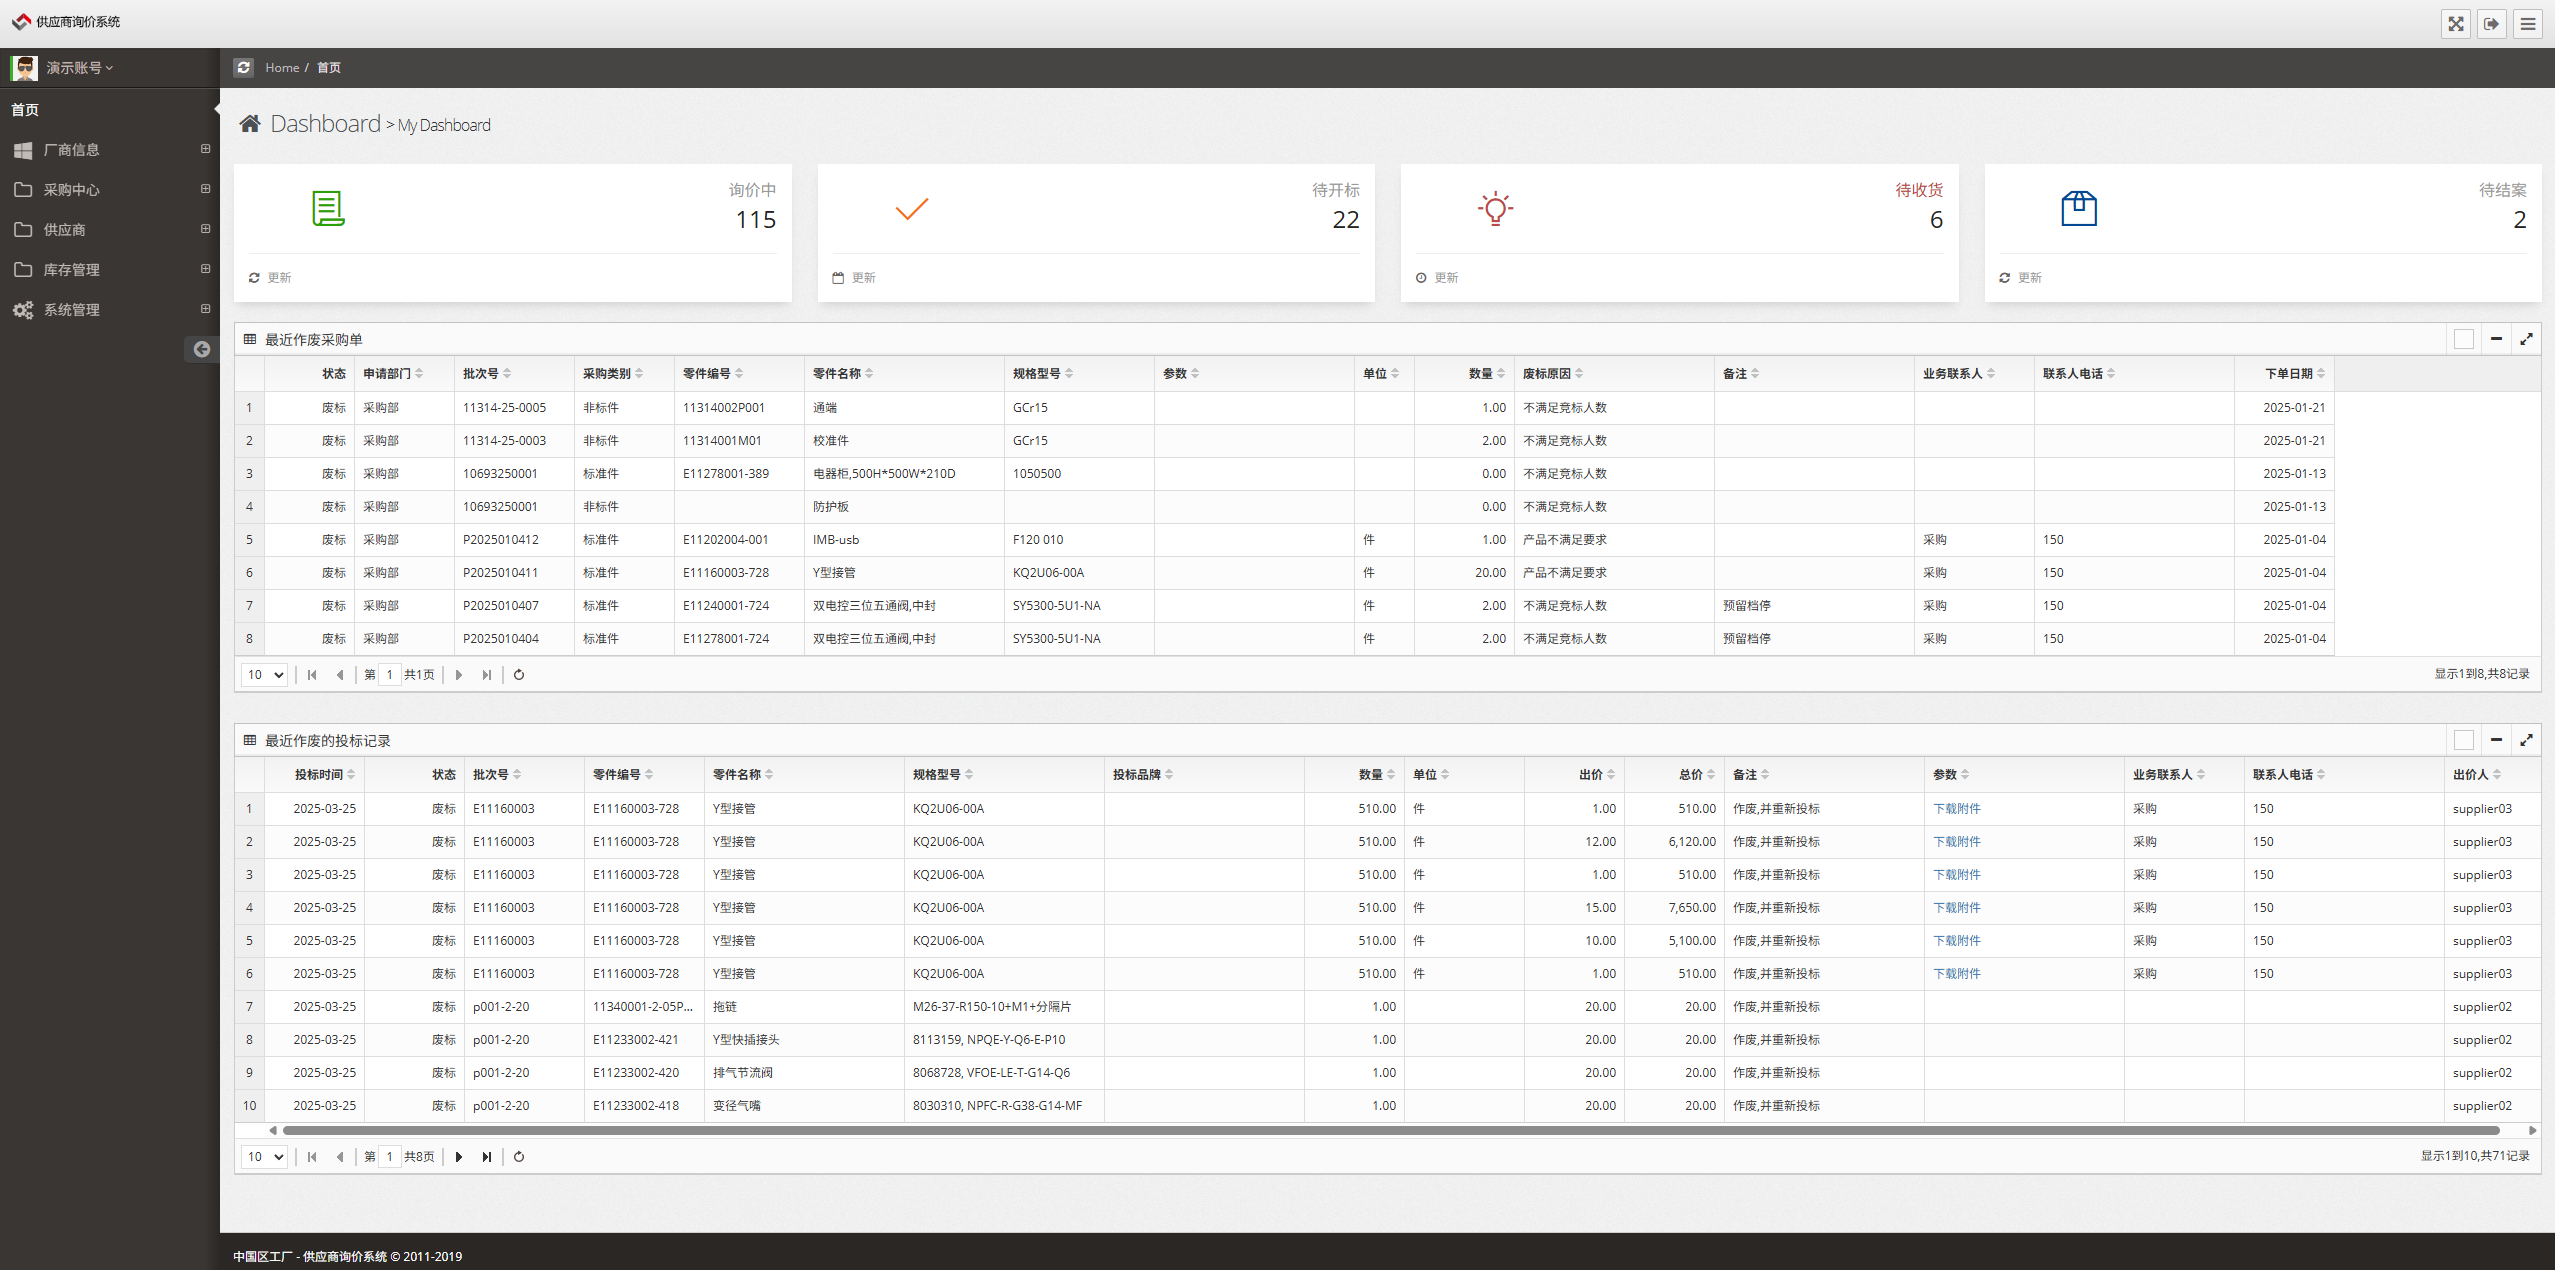 供应商询价系统
演示账号
Home / 首页
首页
厂商信息
采购中心
供应商
库存管理
系统管理
Dashboard > My Dashboard
询价中
115
更新
待开标
22
更新
待收货
6
更新
待结案
2
更新
最近作废采购单
状态 申请部门 批次号 采购类别 零件编号 零件名称 规格型号 参数 单位 数量 废标原因 备注 业务联系人 联系人电话 下单日期
1 废标 采购部 11314-25-0005 非标件 11314002P001 通端 GCr15 1.00 不满足竞标人数 2025-01-21
2 废标 采购部 11314-25-0003 非标件 11314001M01 校准件 GCr15 2.00 不满足竞标人数 2025-01-21
3 废标 采购部 10693250001 标准件 E11278001-389 电器柜,500H*500W*210D 1050500 0.00 不满足竞标人数 2025-01-13
4 废标 采购部 10693250001 非标件 防护板 0.00 不满足竞标人数 2025-01-13
5 废标 采购部 P2025010412 标准件 E11202004-001 IMB-usb F120 010 件 1.00 产品不满足要求 采购 150 2025-01-04
6 废标 采购部 P2025010411 标准件 E11160003-728 Y型接管 KQ2U06-00A 件 20.00 产品不满足要求 采购 150 2025-01-04
7 废标 采购部 P2025010407 标准件 E11240001-724 双电控三位五通阀,中封 SY5300-5U1-NA 件 2.00 不满足竞标人数 预留档停 采购 150 2025-01-04
8 废标 采购部 P2025010404 标准件 E11278001-724 双电控三位五通阀,中封 SY5300-5U1-NA 件 2.00 不满足竞标人数 预留档停 采购 150 2025-01-04
10 第 1 共1页 显示1到8,共8记录
最近作废的投标记录
投标时间 状态 批次号 零件编号 零件名称 规格型号 投标品牌 数量 单位 出价 总价 备注 参数 业务联系人 联系人电话 出价人
1 2025-03-25 废标 E11160003 E11160003-728 Y型接管 KQ2U06-00A 510.00 件 1.00 510.00 作废,并重新投标 下载附件 采购 150 supplier03
2 2025-03-25 废标 E11160003 E11160003-728 Y型接管 KQ2U06-00A 510.00 件 12.00 6,120.00 作废,并重新投标 下载附件 采购 150 supplier03
3 2025-03-25 废标 E11160003 E11160003-728 Y型接管 KQ2U06-00A 510.00 件 1.00 510.00 作废,并重新投标 下载附件 采购 150 supplier03
4 2025-03-25 废标 E11160003 E11160003-728 Y型接管 KQ2U06-00A 510.00 件 15.00 7,650.00 作废,并重新投标 下载附件 采购 150 supplier03
5 2025-03-25 废标 E11160003 E11160003-728 Y型接管 KQ2U06-00A 510.00 件 10.00 5,100.00 作废,并重新投标 下载附件 采购 150 supplier03
6 2025-03-25 废标 E11160003 E11160003-728 Y型接管 KQ2U06-00A 510.00 件 1.00 510.00 作废,并重新投标 下载附件 采购 150 supplier03
7 2025-03-25 废标 p001-2-20 11340001-2-05P... 拖链 M26-37-R150-10+M1+分隔片 1.00 20.00 20.00 作废,并重新投标 supplier02
8 2025-03-25 废标 p001-2-20 E11233002-421 Y型快插接头 8113159, NPQE-Y-Q6-E-P10 1.00 20.00 20.00 作废,并重新投标 supplier02
9 2025-03-25 废标 p001-2-20 E11233002-420 排气节流阀 8068728, VFOE-LE-T-G14-Q6 1.00 20.00 20.00 作废,并重新投标 supplier02
10 2025-03-25 废标 p001-2-20 E11233002-418 变径气嘴 8030310, NPFC-R-G38-G14-MF 1.00 20.00 20.00 作废,并重新投标 supplier02
10 第 1 共8页 显示1到10,共71记录
中国区工厂 - 供应商询价系统 © 2011-2019